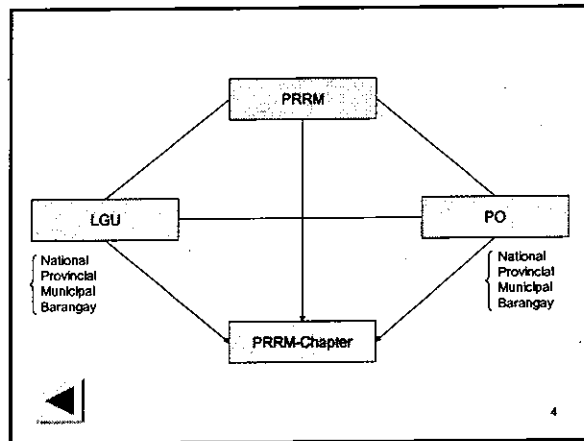 PRRM
LGU
PO
National
Provincial
Municipal
Barangay
National
Provincial
Municipal
Barangay
PRRM-Chapter
4